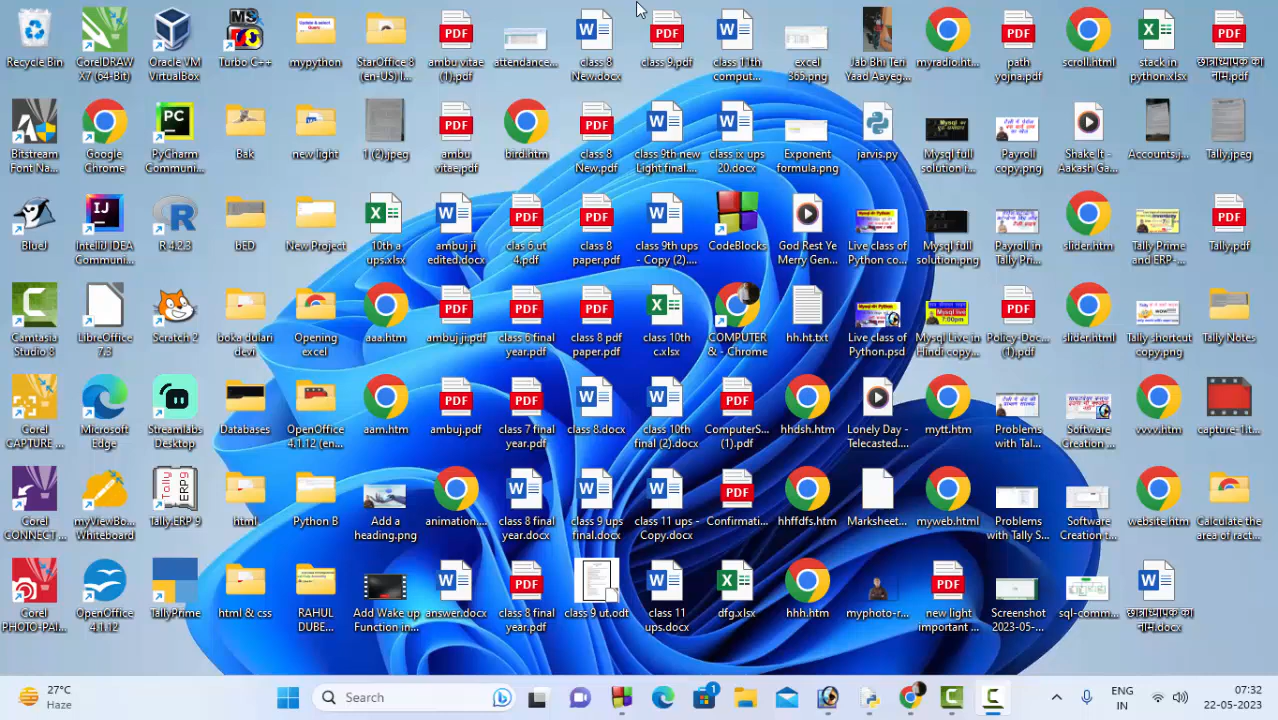 Recycle Bin
CorelDRAW X7 (64-Bit)
Oracle VM VirtualBox
Turbo C++
mypython
StarOffice 8 (en-US) I...
ambu vitae (1).pdf
attendance...
class 8 New.docx
class 9.pdf
class 11th comput...
excel 365.png
Jab Bhi Teri Yaad Aayeg...
myradio.ht...
path yojna.pdf
scroll.html
stack in python.xlsx
छात्राध्यापक का नाम.pdf
Bitstream Font Na...
Google Chrome
PyCharm Communi...
Bak
new light
1 (2).jpeg
ambu vitae.pdf
bird.htm
class 8 New.pdf
class 9th new Light final....
class ix ups 20.docx
Exponent formula.png
jarvis.py
Mysql full solution i...
Payroll copy.png
Shake It - Aakash Ga...
Accounts.j...
Tally.jpeg
BlueJ
IntelliJ IDEA Communi...
R 4.2.3
bED
New Project
10th a ups.xlsx
ambuj ji edited.docx
clas 6 ut 4.pdf
class 8 paper.pdf
class 9th ups - Copy (2)....
CodeBlocks
God Rest Ye Merry Gen...
Live class of Python co...
Mysql full solution.png
Payroll in Tally Pri...
slider.htm
Tally Prime and ERP-...
Tally.pdf
Camtasia Studio 8
LibreOffice 7.3
Scratch 2
boka dulari devi
Opening excel
aaa.htm
ambuj ji.pdf
class 6 final year.pdf
class 8 pdf paper.pdf
class 10th c.xlsx
COMPUTER & - Chrome
hh.ht.txt
Live class of Python.psd
Mysql Live in Hindi copy...
Policy-Doc... (1).pdf
slider.html
Tally shortcut copy.png
Tally Notes
Corel CAPTURE ...
Microsoft Edge
Streamlabs Desktop
Databases
OpenOffice 4.1.12 (en...
aam.htm
ambuj.pdf
class 7 final year.pdf
class 8.docx
class 10th final (2).docx
ComputerS... (1).pdf
hhdsh.htm
Lonely Day - Telecasted....
mytt.htm
Problems with Tal...
Software Creation ...
vvvv.htm
capture-1.t...
Corel CONNECT ...
myViewBo... Whiteboard
Tally.ERP 9
html
Python B
Add a heading.png
animation....
class 8 final year.docx
class 9 ups final.docx
class 11 ups - Copy.docx
Confirmati...
hhffdfs.htm
Marksheet...
myweb.html
Problems with Tally S...
Software Creation t...
website.htm
Calculate the area of ract...
Corel PHOTO-PAI...
OpenOffice 4.1.12
TallyPrime
html & css
RAHUL DUBE...
Add Wake up Function in...
answer.docx
class 8 final year.pdf
class 9 ut.odt
class 11 ups.docx
dfg.xlsx
hhh.htm
myphoto-r...
new light important ...
Screenshot 2023-05-...
sql-comm...
छात्राध्यापक का नाम.docx
27°C
Haze
Search
ENG
IN
07:32
22-05-2023